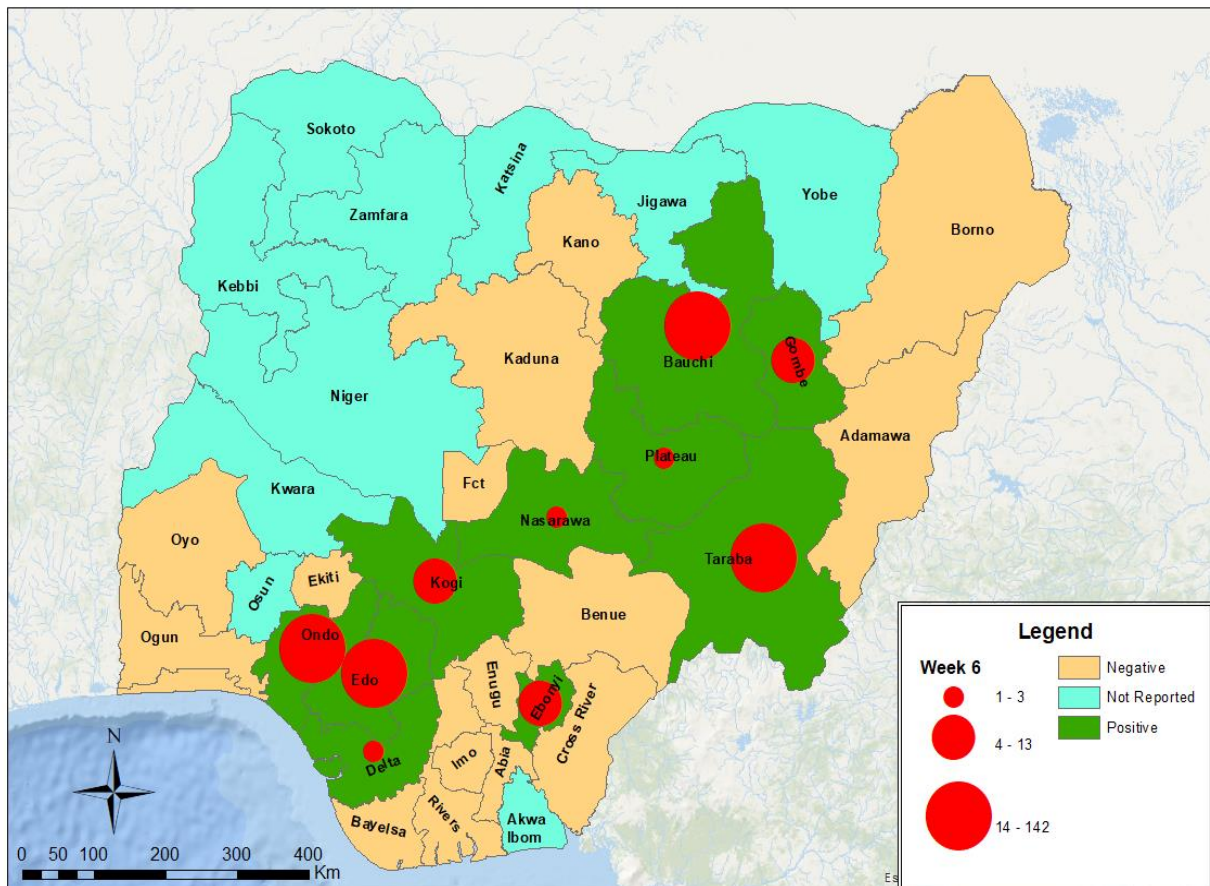 Sokoto
Katsina
Zamfara
Jigawa
Yobe
Kano
Borno
Kebbi
Kaduna
Bauchi
Gombe
Niger
Adamawa
Plateau
Fct
Kwara
Nasarawa
Oyo
Taraba
Osun
Ekiti
Kogi
Benue
Ogun
Ondo
Edo
Enugu
Ebonyi
Cross River
Delta
Imo
Abia
Bayelsa
Rivers
Akwa
Ibom
N
0 50 100 200 300 400
Km
Legend
Week 6
1 - 3
4 - 13
14 - 142
Negative
Not Reported
Positive
Es